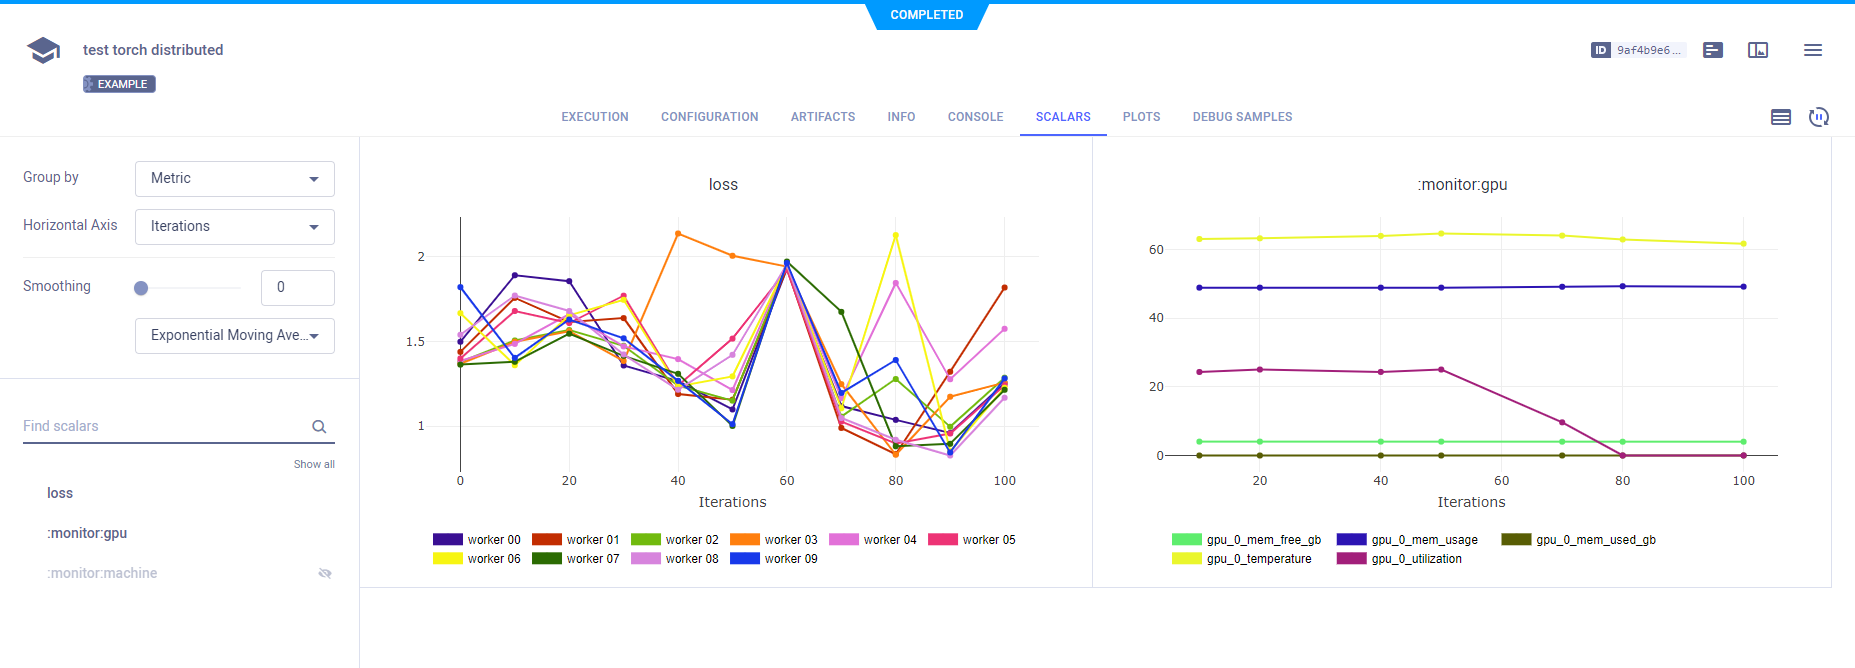 COMPLETED
test torch distributed
ID 9af4b9e6...
EXAMPLE
EXECUTION CONFIGURATION ARTIFACTS INFO CONSOLE SCALARS PLOTS DEBUG SAMPLES
Group by Metric
Horizontal Axis Iterations
Smoothing 0
Exponential Moving Ave...
Find scalars
Show all
loss
:monitor:gpu
:monitor:machine
loss
2
1.5
1
0 20 40 60 80 100
Iterations
worker 00 worker 01 worker 02 worker 03 worker 04 worker 05
worker 06 worker 07 worker 08 worker 09
:monitor:gpu
60
40
20
0
20 40 60 80 100
Iterations
gpu_0_mem_free_gb gpu_0_mem_usage gpu_0_mem_used_gb
gpu_0_temperature gpu_0_utilization